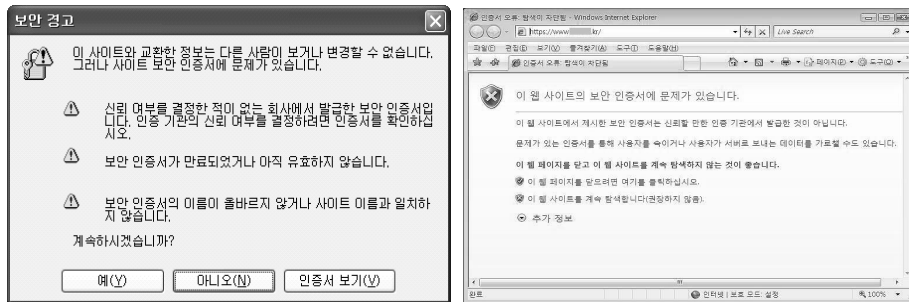 보안 경고
이 사이트와 교환한 정보는 다른 사람이 보거나 변경할 수 없습니다.
그러나 사이트 보안 인증서에 문제가 있습니다.
신뢰 여부를 결정한 적이 없는 회사에서 발급한 보안 인증서입
니다. 인증 기관의 신뢰 여부를 결정하려면 인증서를 확인하십
시오.
보안 인증서가 만료되었거나 아직 유효하지 않습니다.
보안 인증서의 이름이 올바르지 않거나 사이트 이름과 일치하
지 않습니다.
계속하시겠습니까?
예(Y)
아니오(N)
인증서 보기(V)
인증서 오류: 탐색이 차단됨 - Windows Internet Explorer
https://www kr/
Live Search
파일(F) 편집(E) 보기(V) 즐겨찾기(A) 도구(T) 도움말(H)
인증서 오류: 탐색이 차단됨
페이지(P) 도구(O)
이 웹 사이트의 보안 인증서에 문제가 있습니다.
이 웹 사이트에서 제시한 보안 인증서는 신뢰할 만한 인증 기관에서 발급한 것이 아닙니다.
문제가 있는 인증서를 통해 사용자를 속이거나 사용자가 서버로 보내는 데이터를 가로챌 수도 있습니다.
이 웹 페이지를 닫고 이 웹 사이트를 계속 탐색하지 않는 것이 좋습니다.
이 웹 페이지를 닫으려면 여기를 클릭하십시오.
이 웹 사이트를 계속 탐색합니다(권장하지 않음).
추가 정보
완료
인터넷 | 보호 모드: 설정
100%